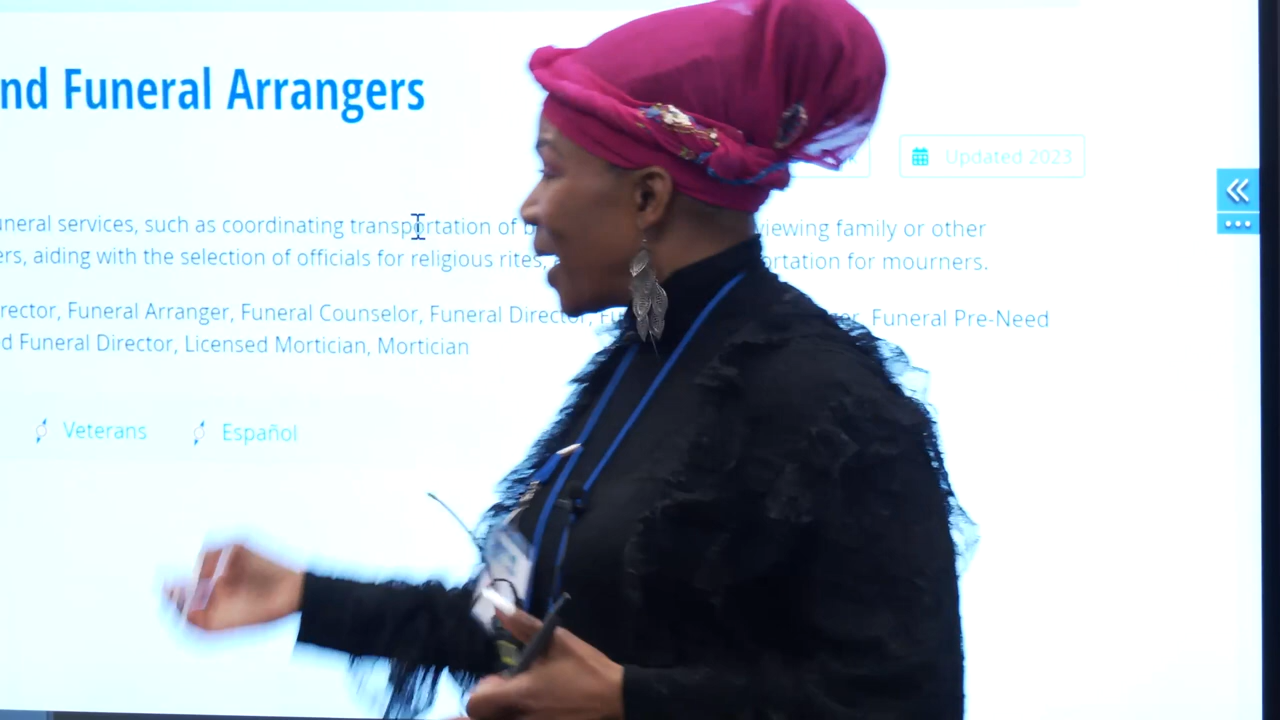 nd Funeral Arrangers
Updated 2023
uneral services, such as coordinating transportation of viewing family or other
ers, aiding with the selection of officials for religious rites, ortation for mourners.
rector, Funeral Arranger, Funeral Counselor, Funeral Director, Funeral Pre-Need
d Funeral Director, Licensed Mortician, Mortician
Veterans Español